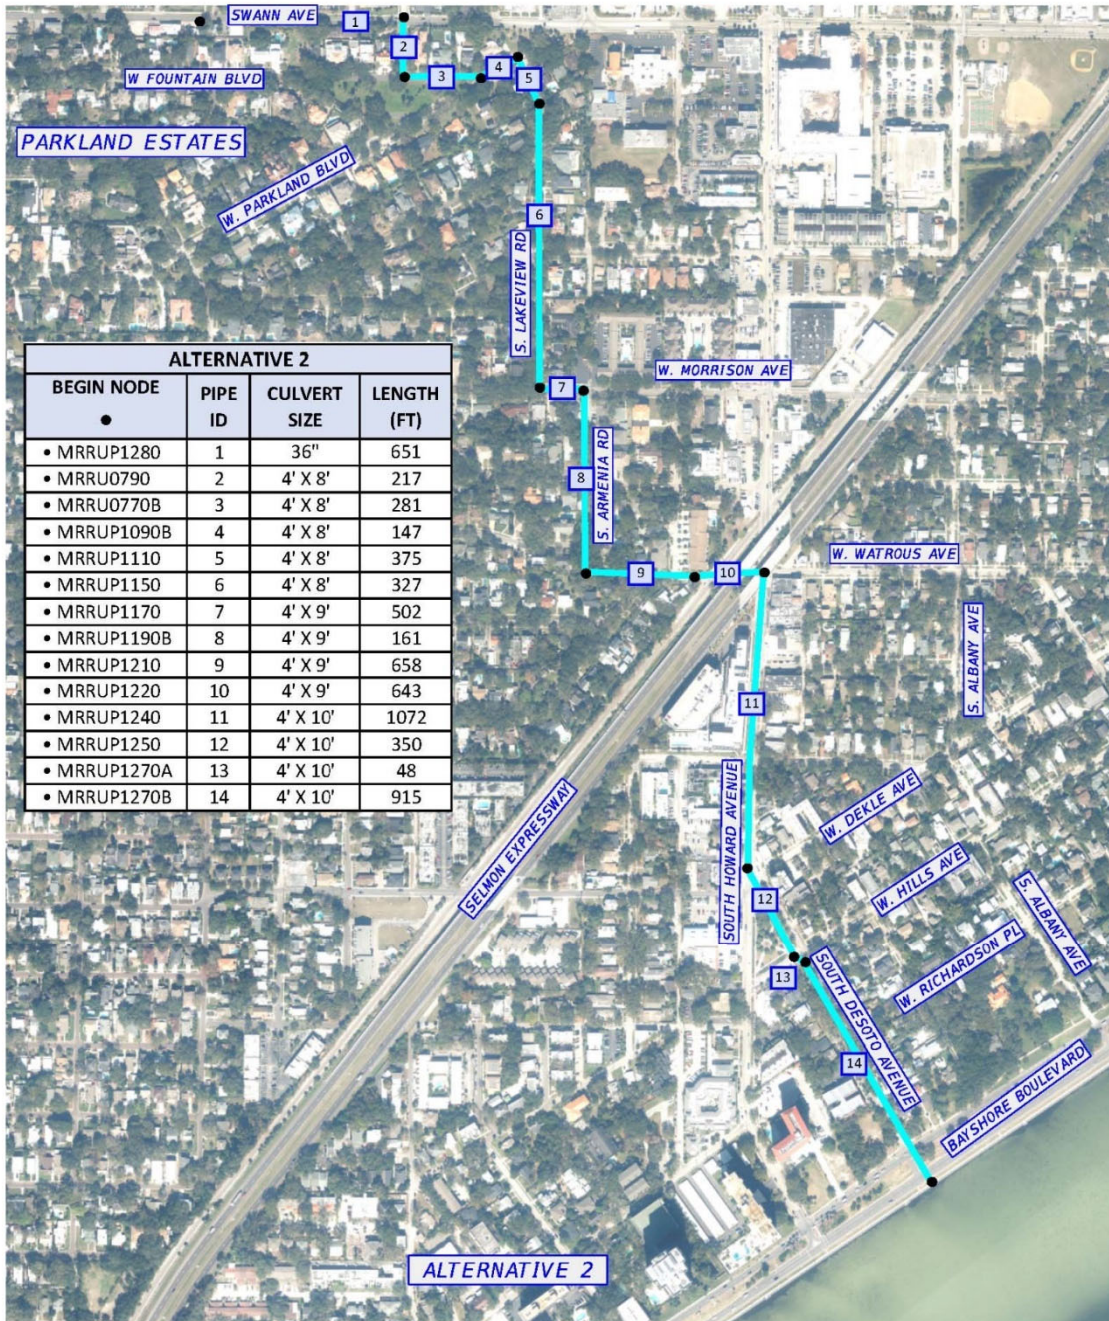 SWANN AVE
1
2
3
4
5
W FOUNTAIN BLVD
PARKLAND ESTATES
W. PARKLAND BLVD
6
S. LAKEVIEW RD
7
W. MORRISON AVE
8
S. ARMENIA RD
9
10
W. WATROUS AVE
S. ALBANY AVE
11
SOUTH HOWARD AVENUE
SELMON EXPRESSWAY
W. DEKLE AVE
12
W. HILLS AVE
S. ALBANY AVE
W. RICHARDSON PL
13
SOUTH DESOTO AVENUE
14
BAYSHORE BOULEVARD
ALTERNATIVE 2
BEGIN NODE ● PIPE ID CULVERT SIZE LENGTH (FT)
• MRRUP1280 1 36" 651
• MRRU0790 2 4' X 8' 217
• MRRU0770B 3 4' X 8' 281
• MRRUP1090B 4 4' X 8' 147
• MRRUP1110 5 4' X 8' 375
• MRRUP1150 6 4' X 8' 327
• MRRUP1170 7 4' X 9' 502
• MRRUP1190B 8 4' X 9' 161
• MRRUP1210 9 4' X 9' 658
• MRRUP1220 10 4' X 9' 643
• MRRUP1240 11 4' X 10' 1072
• MRRUP1250 12 4' X 10' 350
• MRRUP1270A 13 4' X 10' 48
• MRRUP1270B 14 4' X 10' 915
ALTERNATIVE 2